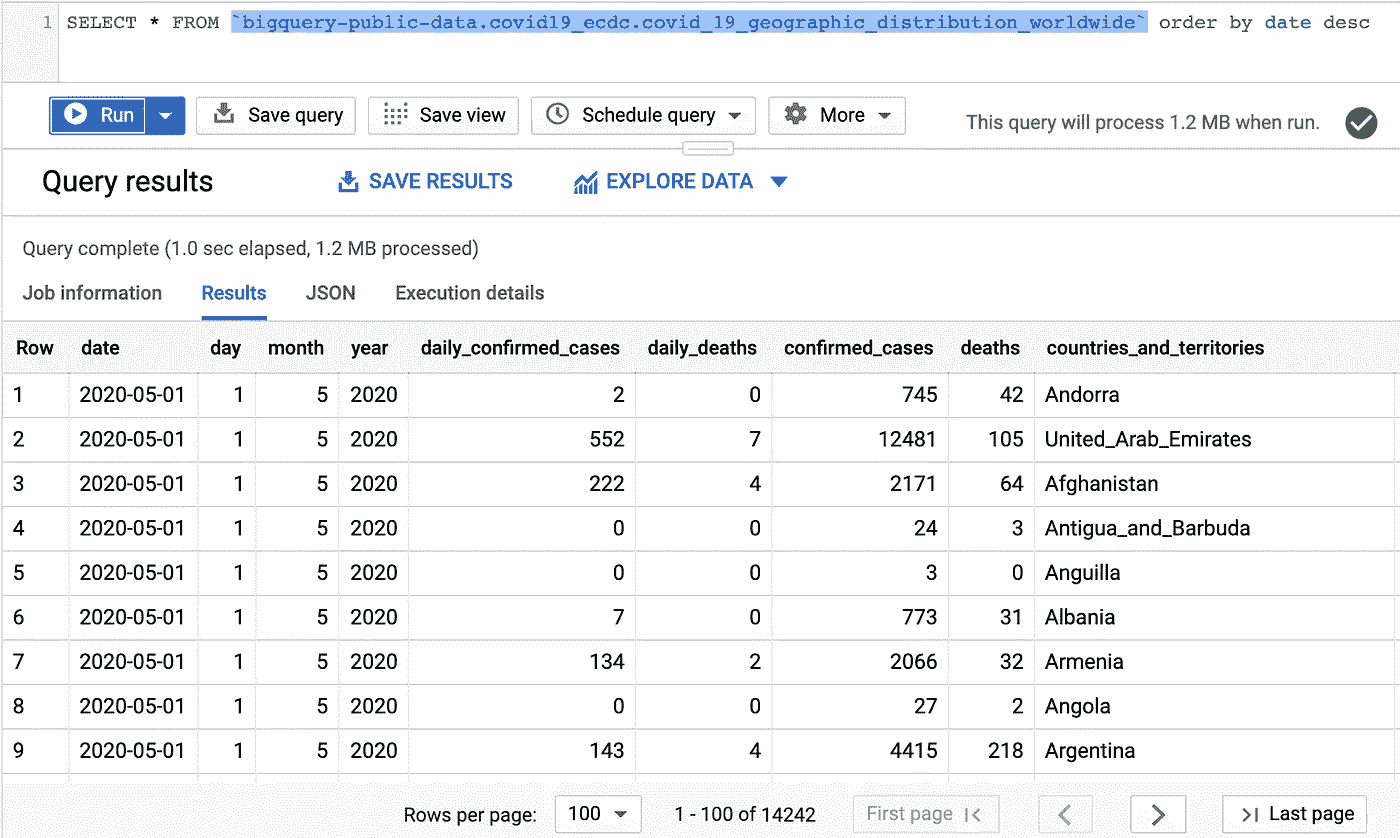 1 SELECT * FROM `bigquery-public-data.covid19_ecdc.covid_19_geographic_distribution_worldwide` order by date desc
Run Save query Save view Schedule query More This query will process 1.2 MB when run.
Query results SAVE RESULTS EXPLORE DATA
Query complete (1.0 sec elapsed, 1.2 MB processed)
Job information Results JSON Execution details
Row date day month year daily_confirmed_cases daily_deaths confirmed_cases deaths countries_and_territories
1 2020-05-01 1 5 2020 2 0 745 42 Andorra
2 2020-05-01 1 5 2020 552 7 12481 105 United_Arab_Emirates
3 2020-05-01 1 5 2020 222 4 2171 64 Afghanistan
4 2020-05-01 1 5 2020 0 0 24 3 Antigua_and_Barbuda
5 2020-05-01 1 5 2020 0 0 3 0 Anguilla
6 2020-05-01 1 5 2020 7 0 773 31 Albania
7 2020-05-01 1 5 2020 134 2 2066 32 Armenia
8 2020-05-01 1 5 2020 0 0 27 2 Angola
9 2020-05-01 1 5 2020 143 4 4415 218 Argentina
Rows per page: 100 1 - 100 of 14242 First page Last page